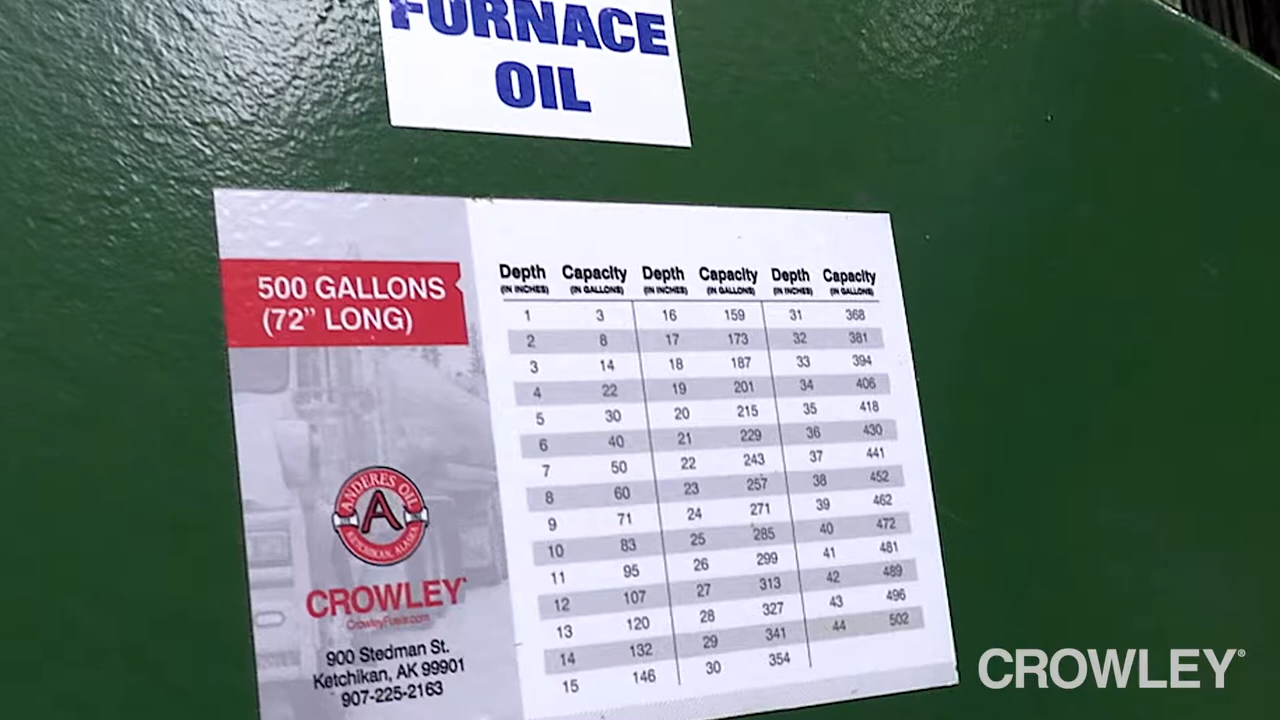 FURNACE
OIL
500 GALLONS
(72” LONG)
ANDERES OIL
A
KETCHIKAN, ALASKA
CROWLEY
CrowleyFuels.com
900 Stedman St.
Ketchikan, AK 99901
907-225-2163
Depth Capacity Depth Capacity Depth Capacity
(IN INCHES) (IN GALLONS) (IN INCHES) (IN GALLONS) (IN INCHES) (IN GALLONS)
1 3 16 159 31 368
2 8 17 173 32 381
3 14 18 187 33 394
4 22 19 201 34 406
5 30 20 215 35 418
6 40 21 229 36 430
7 50 22 243 37 441
8 60 23 257 38 452
9 71 24 271 39 462
10 83 25 285 40 472
11 95 26 299 41 481
12 107 27 313 42 489
13 120 28 327 43 496
14 132 29 341 44 502
15 146 30 354
CROWLEY®